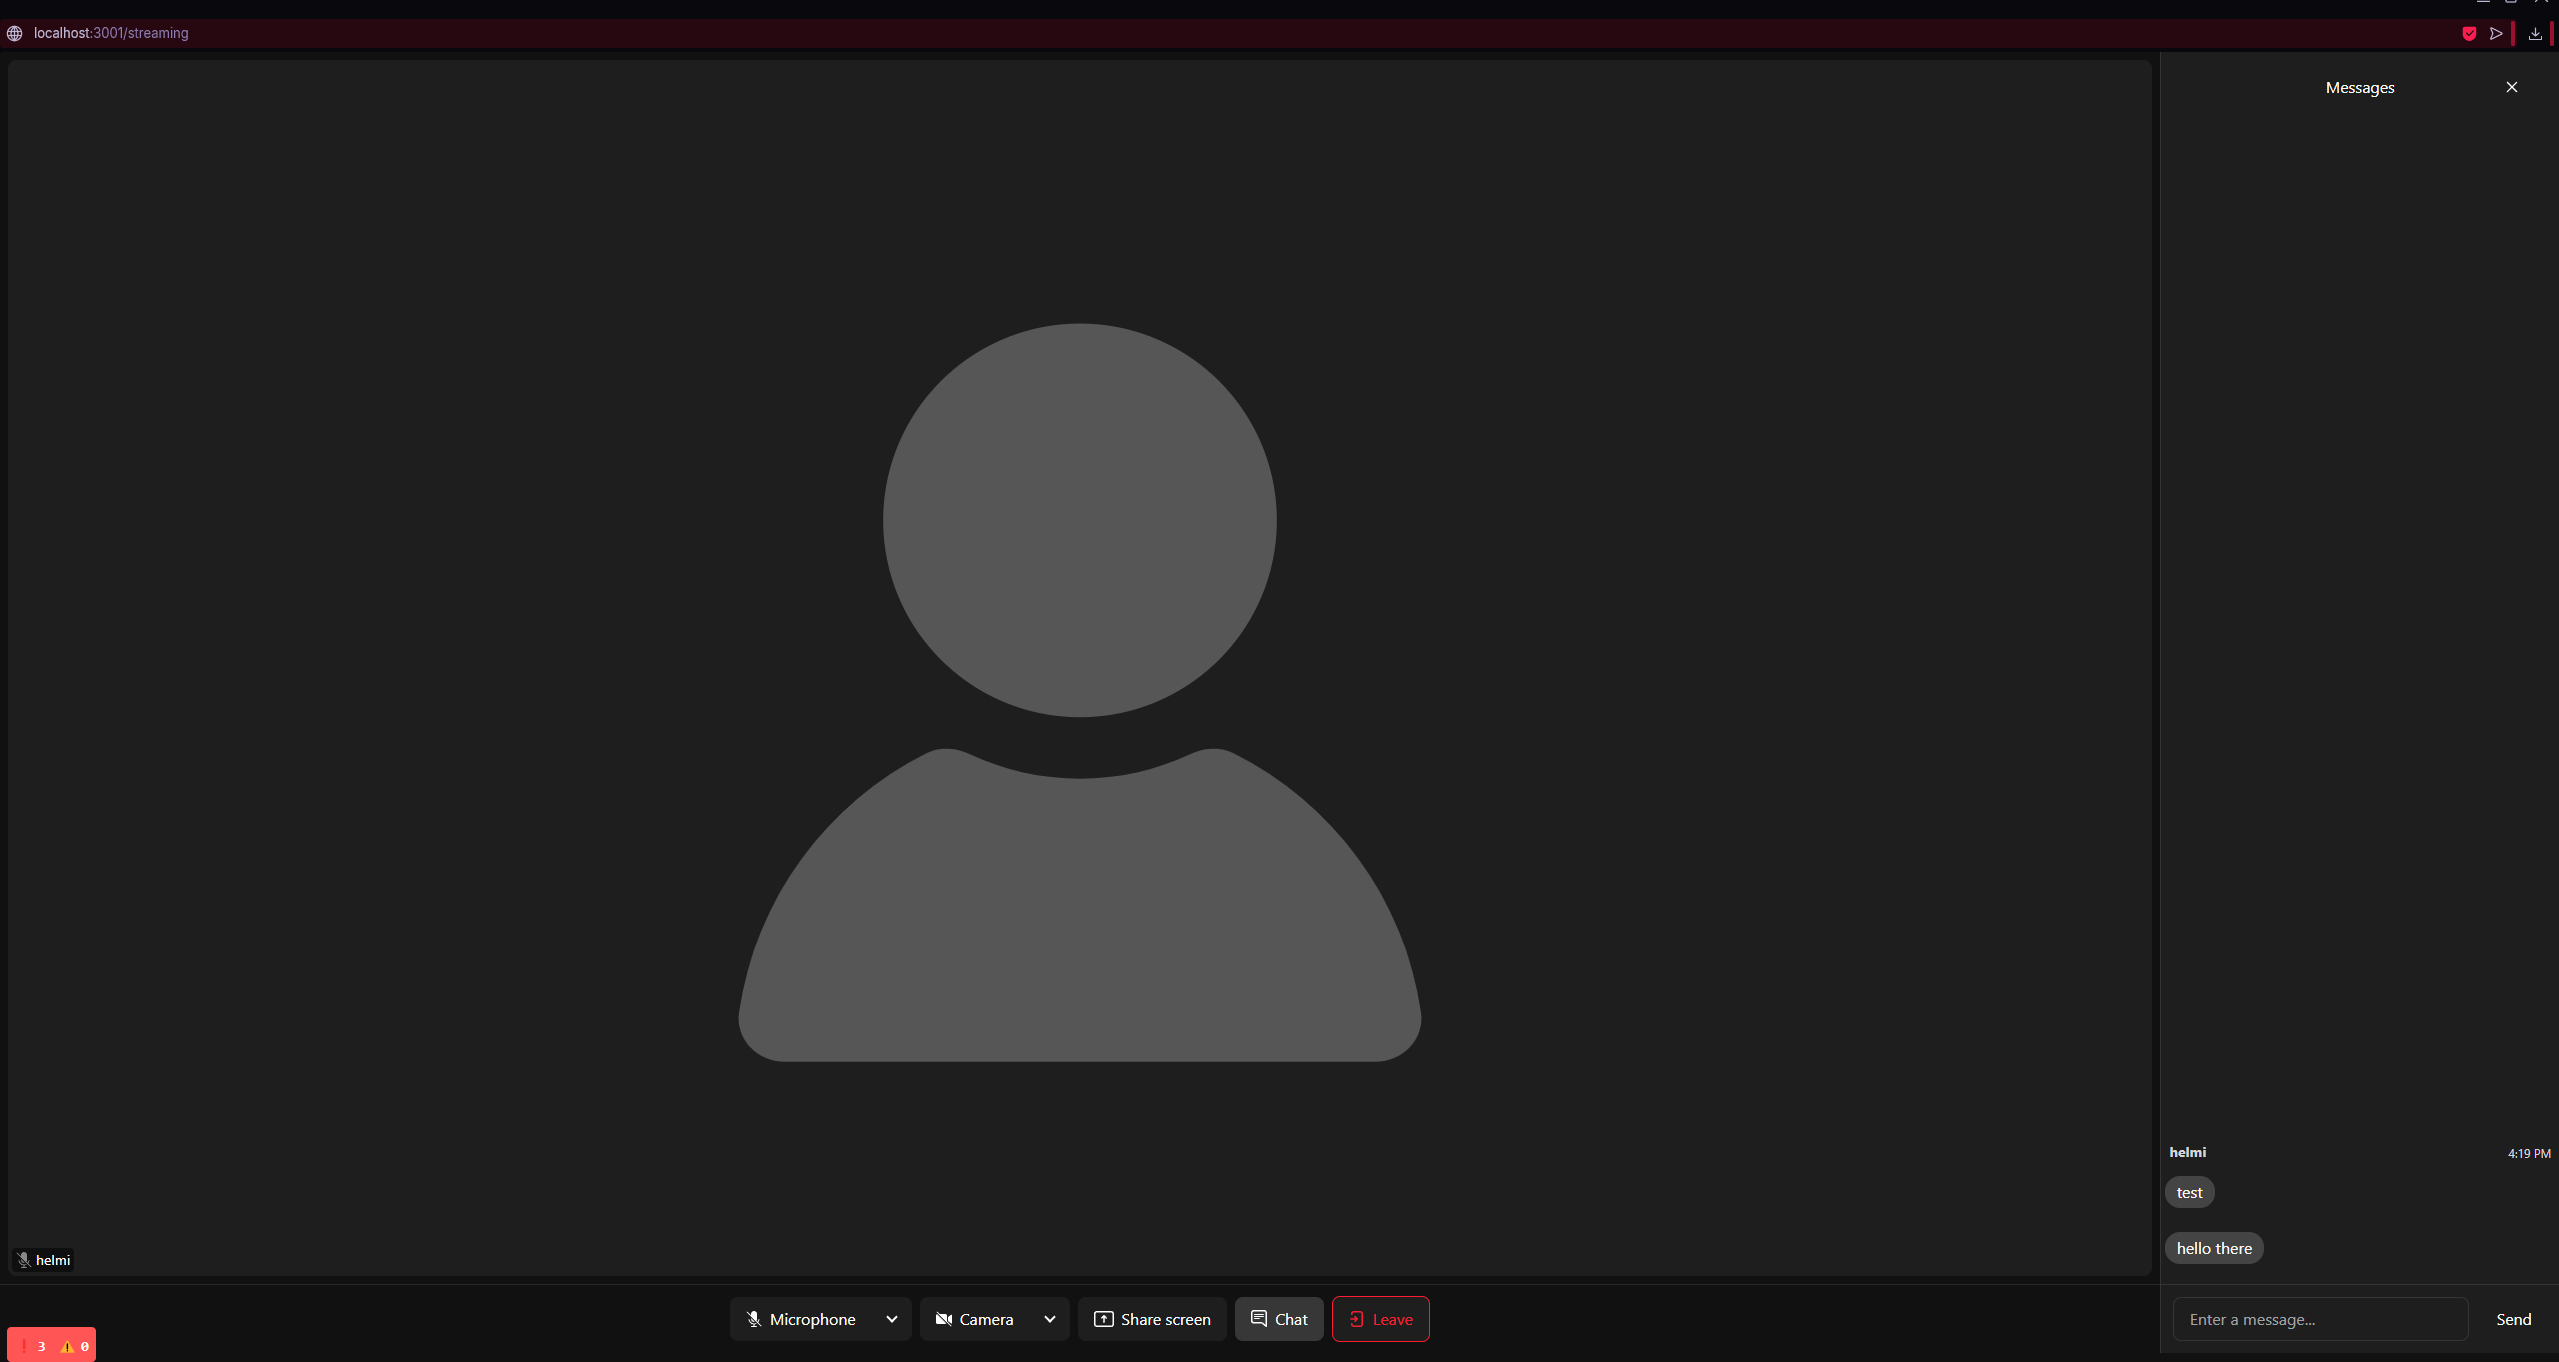 localhost:3001/streaming
Messages
helmi 4:19 PM
test
hello there
helmi
Microphone Camera Share screen Chat Leave
Enter a message... Send
3 0